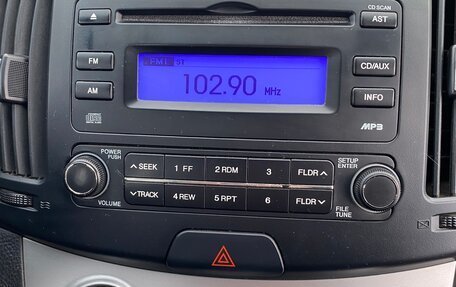 CD SCAN
AST
FM
FM1 ST
CD/AUX
102.90 MHz
AM
INFO
MP3
POWER
PUSH
SETUP
ENTER
∧ SEEK 1 FF 2 RDM 3 FLDR ∧
∨ TRACK 4 REW 5 RPT 6 FLDR ∨
VOLUME
FILE
TUNE